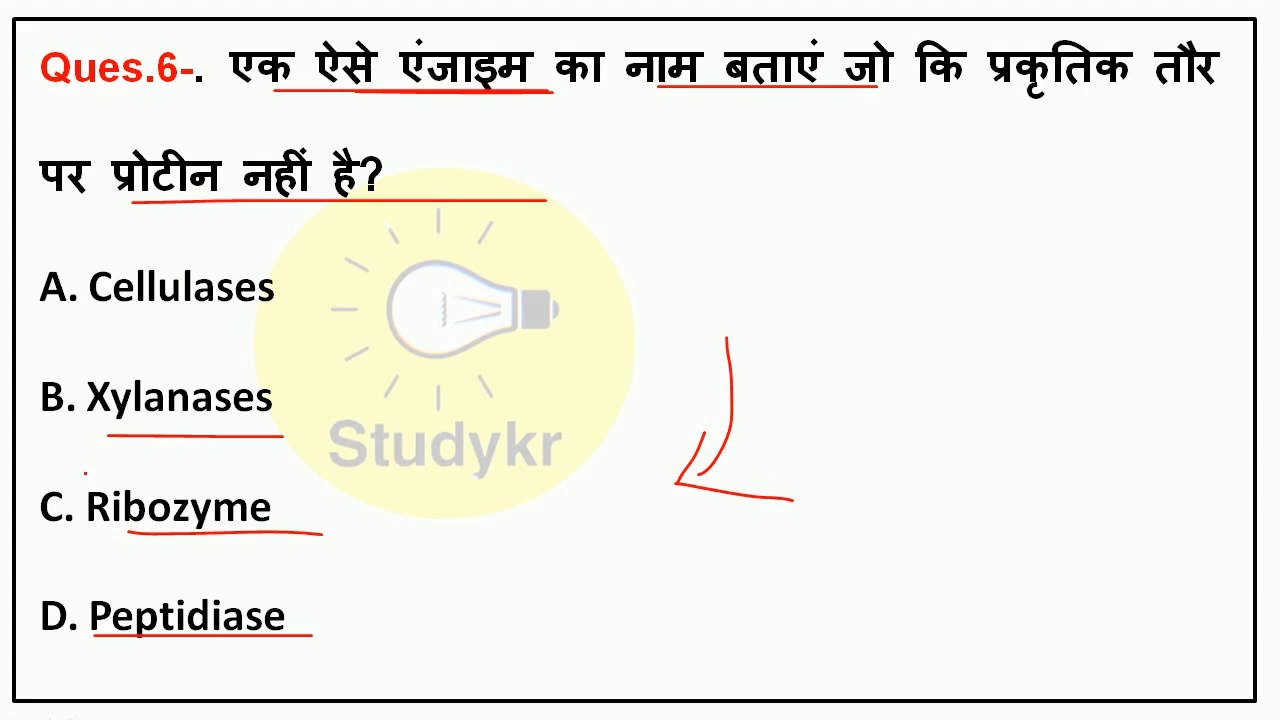 Ques.6-. एक ऐसे एंजाइम का नाम बताएं जो कि प्रकृतिक तौर
पर प्रोटीन नहीं है?
A. Cellulases
B. Xylanases
C. Ribozyme
D. Peptidiase
Studykr